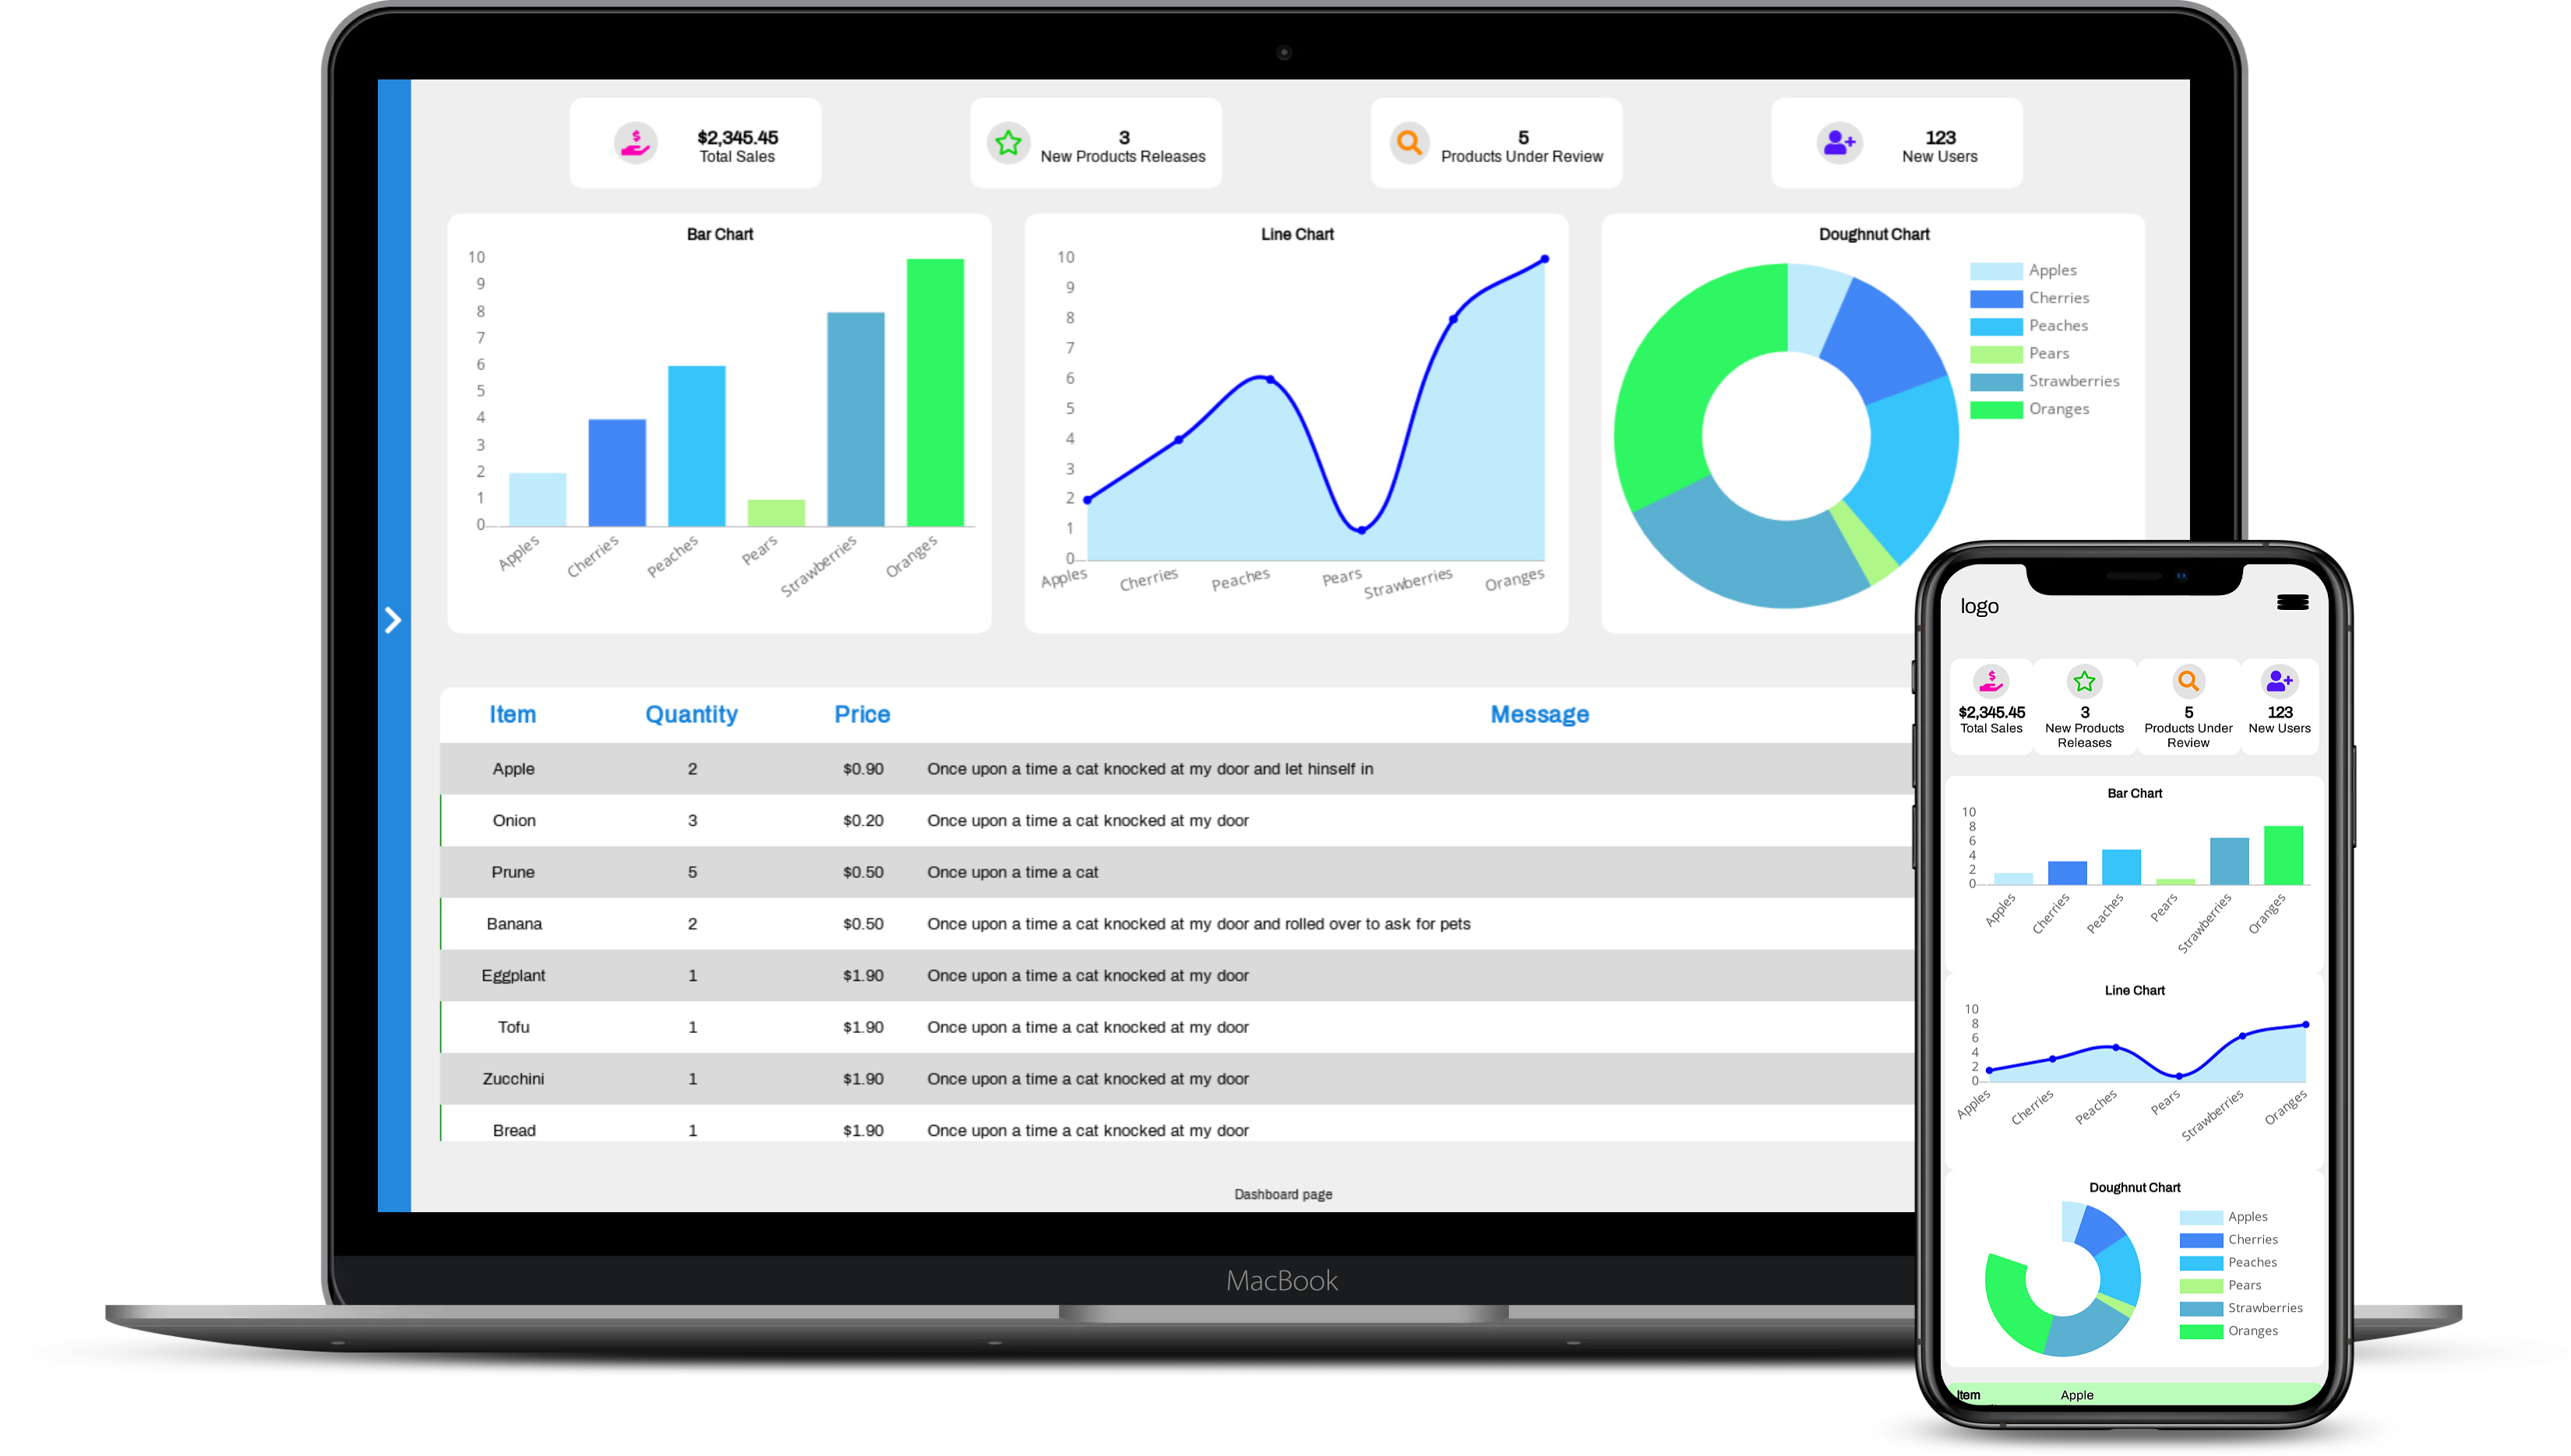 $2,345.45
Total Sales
3
New Products Releases
5
Products Under Review
123
New Users
Bar Chart
10
9
8
7
6
5
4
3
2
1
0
Apples
Cherries
Peaches
Pears
Strawberries
Oranges
Line Chart
10
9
8
7
6
5
4
3
2
1
0
Apples
Cherries
Peaches
Pears
Strawberries
Oranges
Doughnut Chart
Apples
Cherries
Peaches
Pears
Strawberries
Oranges
Item Quantity Price Message
Apple 2 $0.90 Once upon a time a cat knocked at my door and let hinself in
Onion 3 $0.20 Once upon a time a cat knocked at my door
Prune 5 $0.50 Once upon a time a cat
Banana 2 $0.50 Once upon a time a cat knocked at my door and rolled over to ask for pets
Eggplant 1 $1.90 Once upon a time a cat knocked at my door
Tofu 1 $1.90 Once upon a time a cat knocked at my door
Zucchini 1 $1.90 Once upon a time a cat knocked at my door
Bread 1 $1.90 Once upon a time a cat knocked at my door
Dashboard page
MacBook
logo
$2,345.45
Total Sales
3
New Products
Releases
5
Products Under
Review
123
New Users
Bar Chart
10
8
6
4
2
0
Apples
Cherries
Peaches
Pears
Strawberries
Oranges
Line Chart
10
8
6
4
2
0
Apples
Cherries
Peaches
Pears
Strawberries
Oranges
Doughnut Chart
Apples
Cherries
Peaches
Pears
Strawberries
Oranges
Item Apple